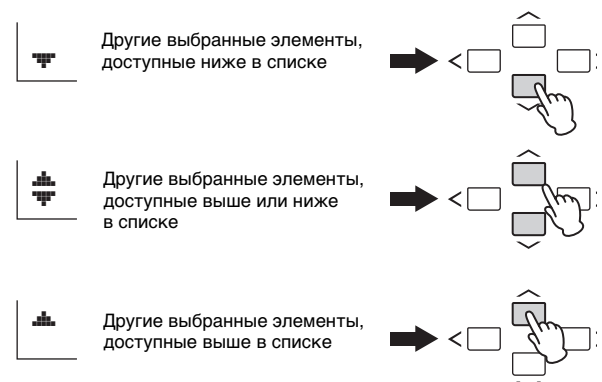 Другие выбранные элементы,
доступные ниже в списке
Другие выбранные элементы,
доступные выше или ниже
в списке
Другие выбранные элементы,
доступные выше в списке